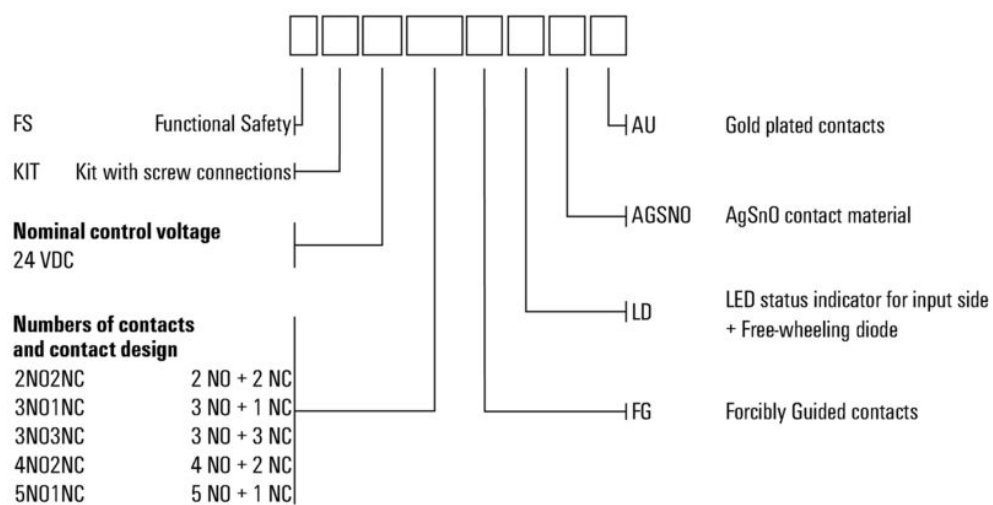 FS Functional Safety
KIT Kit with screw connections
Nominal control voltage
24 VDC
Numbers of contacts
and contact design
2NO2NC 2 NO + 2 NC
3NO1NC 3 NO + 1 NC
3NO3NC 3 NO + 3 NC
4NO2NC 4 NO + 2 NC
5NO1NC 5 NO + 1 NC
AU Gold plated contacts
AGSNO AgSnO contact material
LD LED status indicator for input side
+ Free-wheeling diode
FG Forcibly Guided contacts